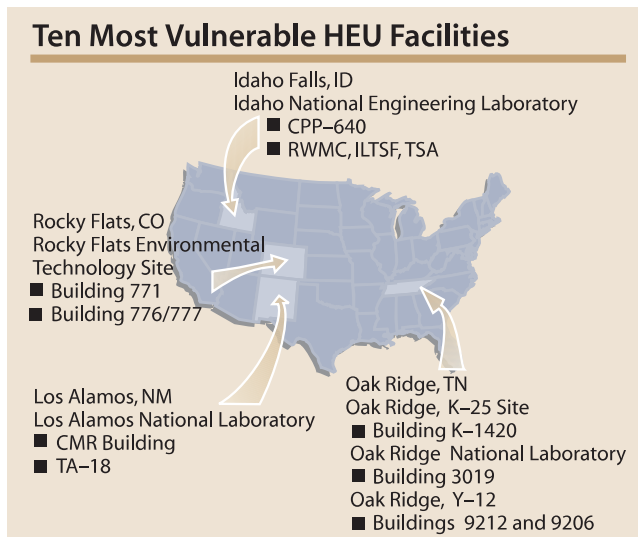 Ten Most Vulnerable HEU Facilities
Idaho Falls, ID
Idaho National Engineering Laboratory
■ CPP–640
■ RWMC, ILTSF, TSA
Rocky Flats, CO
Rocky Flats Environmental
Technology Site
■ Building 771
■ Building 776/777
Los Alamos, NM
Los Alamos National Laboratory
■ CMR Building
■ TA–18
Oak Ridge, TN
Oak Ridge, K–25 Site
■ Building K–1420
Oak Ridge National Laboratory
■ Building 3019
Oak Ridge, Y–12
■ Buildings 9212 and 9206